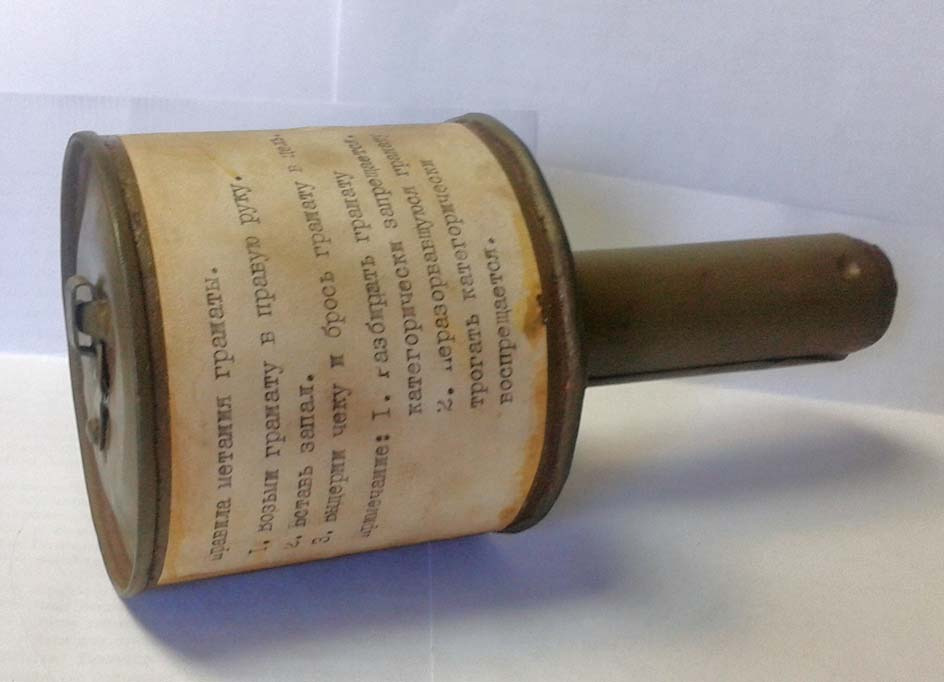 правила метания гранаты.
1. возьми гранату в правую руку.
2. вставь запал.
3. выдерни чеку и брось гранату в цель.
примечание: I. разбирать гранату
категорически запрещается.
2. неразорвавшуюся гранату
трогать категорически
воспрещается.